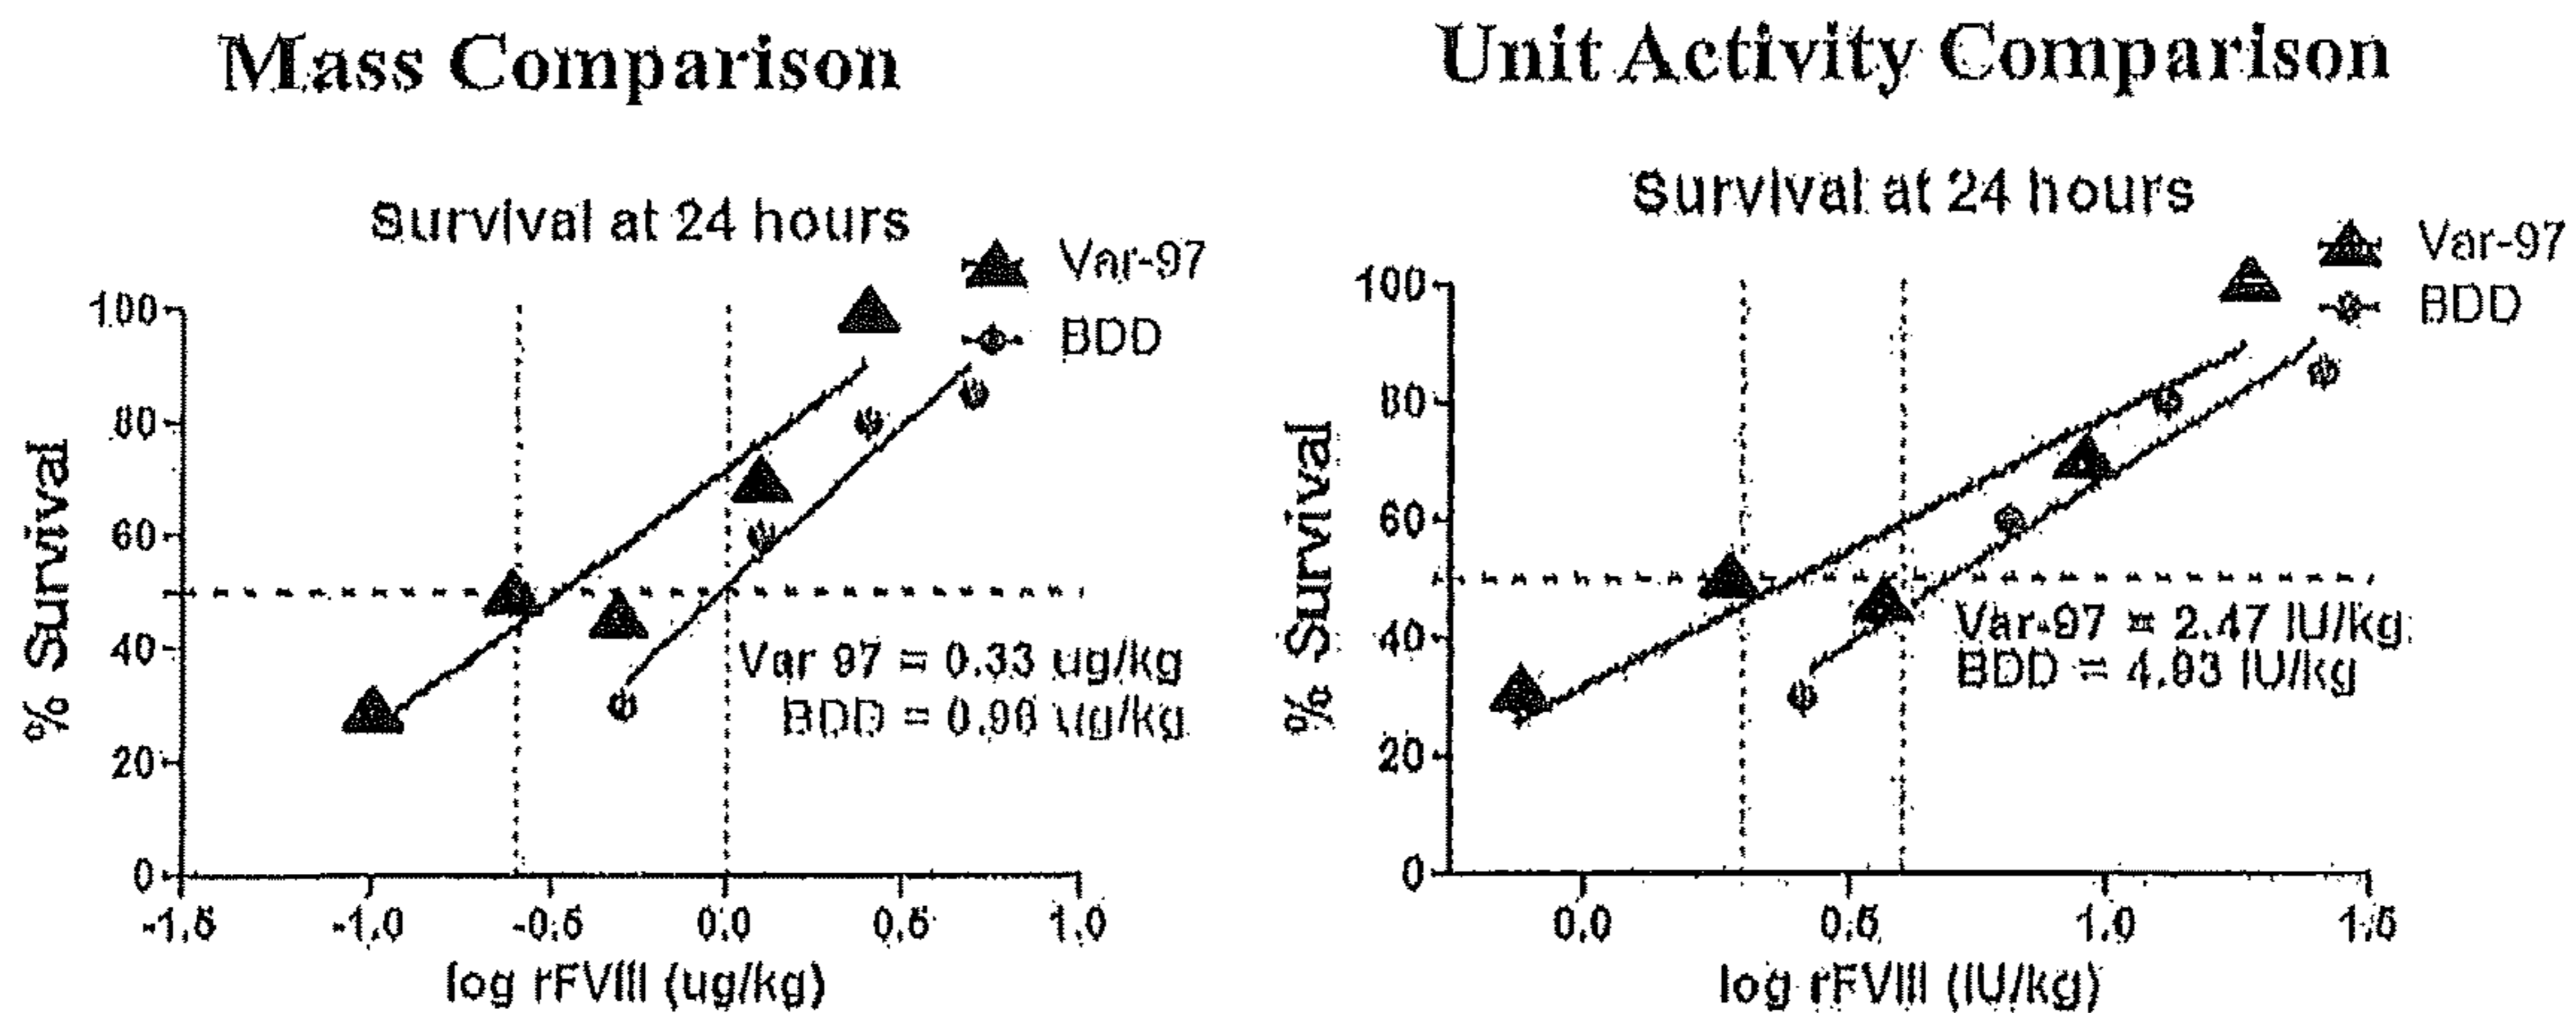 Mass Comparison
Survival at 24 hours
Var-97
BDD
100
80
60
40
20
0
% Survival
Var 97 = 0.33 ug/kg
BDD = 0.98 ug/kg
-1.5 -1.0 -0.5 0.0 0.5 1.0
log rFVIII (ug/kg)
Unit Activity Comparison
Survival at 24 hours
Var-97
BDD
100
80
60
40
20
0
% Survival
Var-97 = 2.47 IU/kg
BDD = 4.93 IU/kg
0.0 0.5 1.0 1.5
log rFVIII (IU/kg)